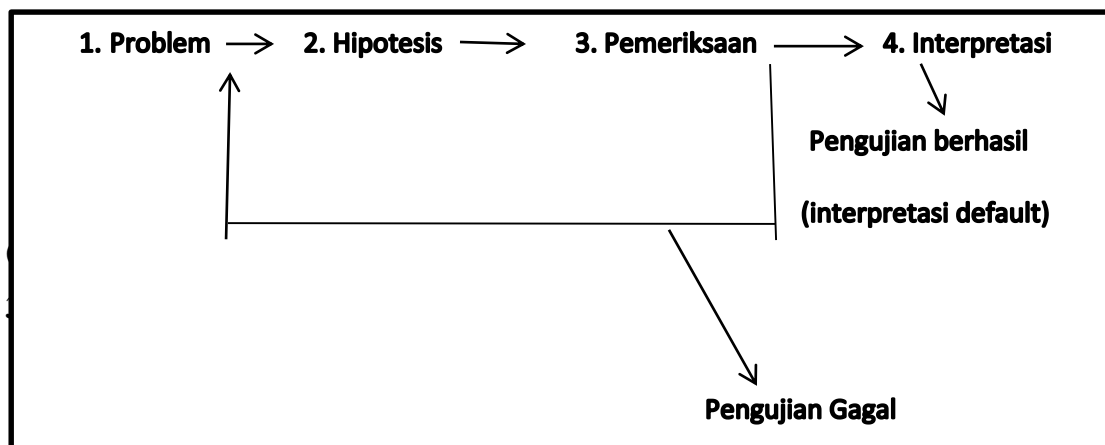 1. Problem 2. Hipotesis 3. Pemeriksaan 4. Interpretasi
Pengujian berhasil
(interpretasi default)
Pengujian Gagal